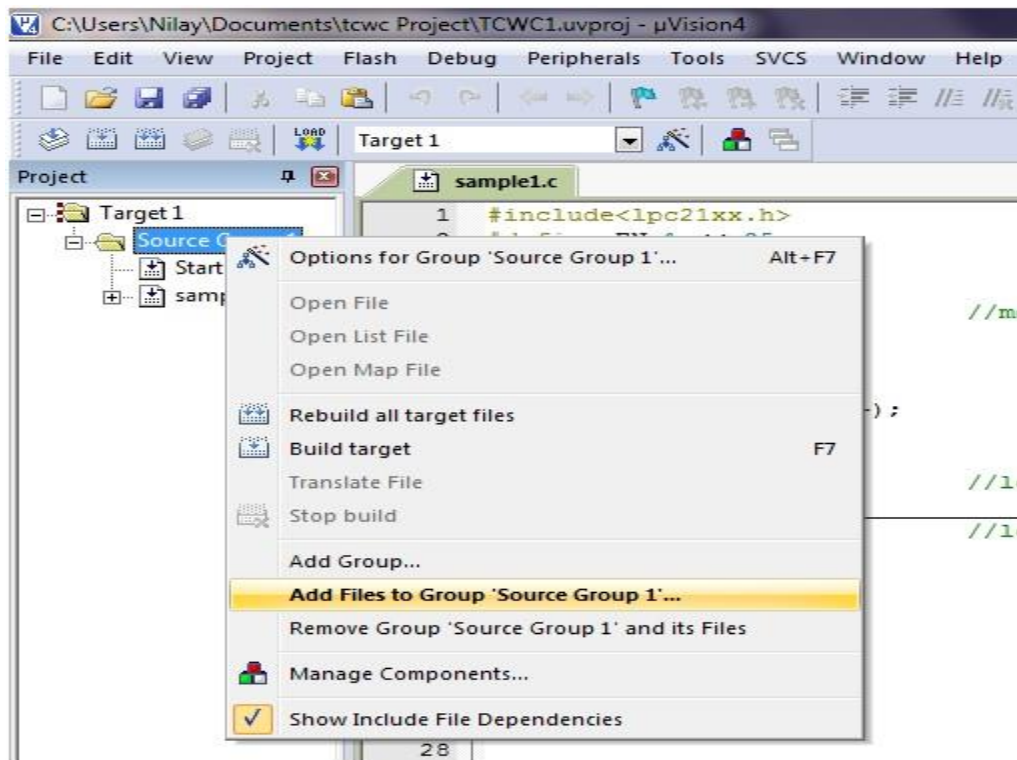 C:\Users\Nilay\Documents\tcwc Project\TCWC1.uvproj - µVision4
File Edit View Project Flash Debug Peripherals Tools SVCS Window Help
LOAD Target 1
Project
sample1.c
Target 1
1 #include<lpc21xx.h>
Source
Start
Options for Group 'Source Group 1'... Alt+F7
Open File
Open List File
Open Map File
Rebuild all target files
);
Build target F7
Translate File
Stop build
Add Group...
Add Files to Group 'Source Group 1'...
Remove Group 'Source Group 1' and its Files
Manage Components...
Show Include File Dependencies
28